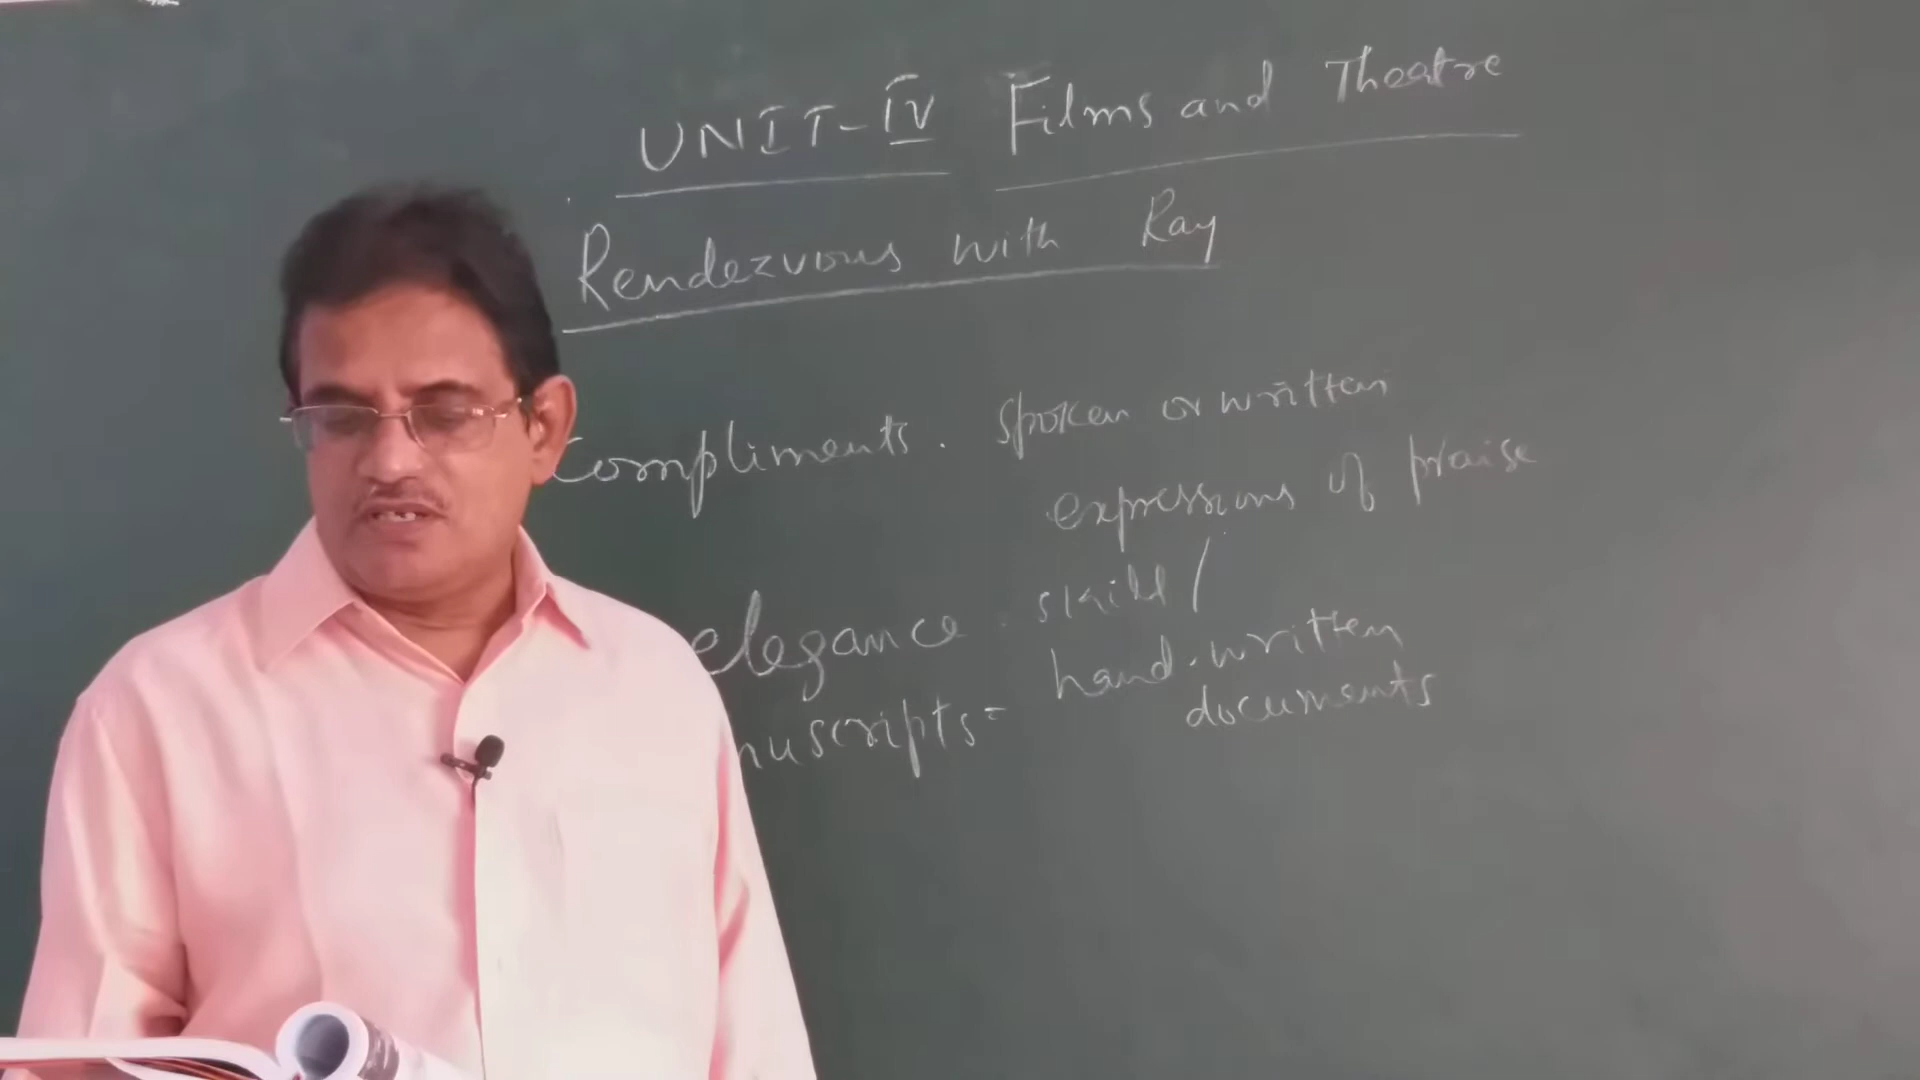 UNIT-IV Films and Theatre
Rendezvous with Ray
compliments. spoken or written
expressions of praise
elegance. skill /
nuscripts = hand-written
documents